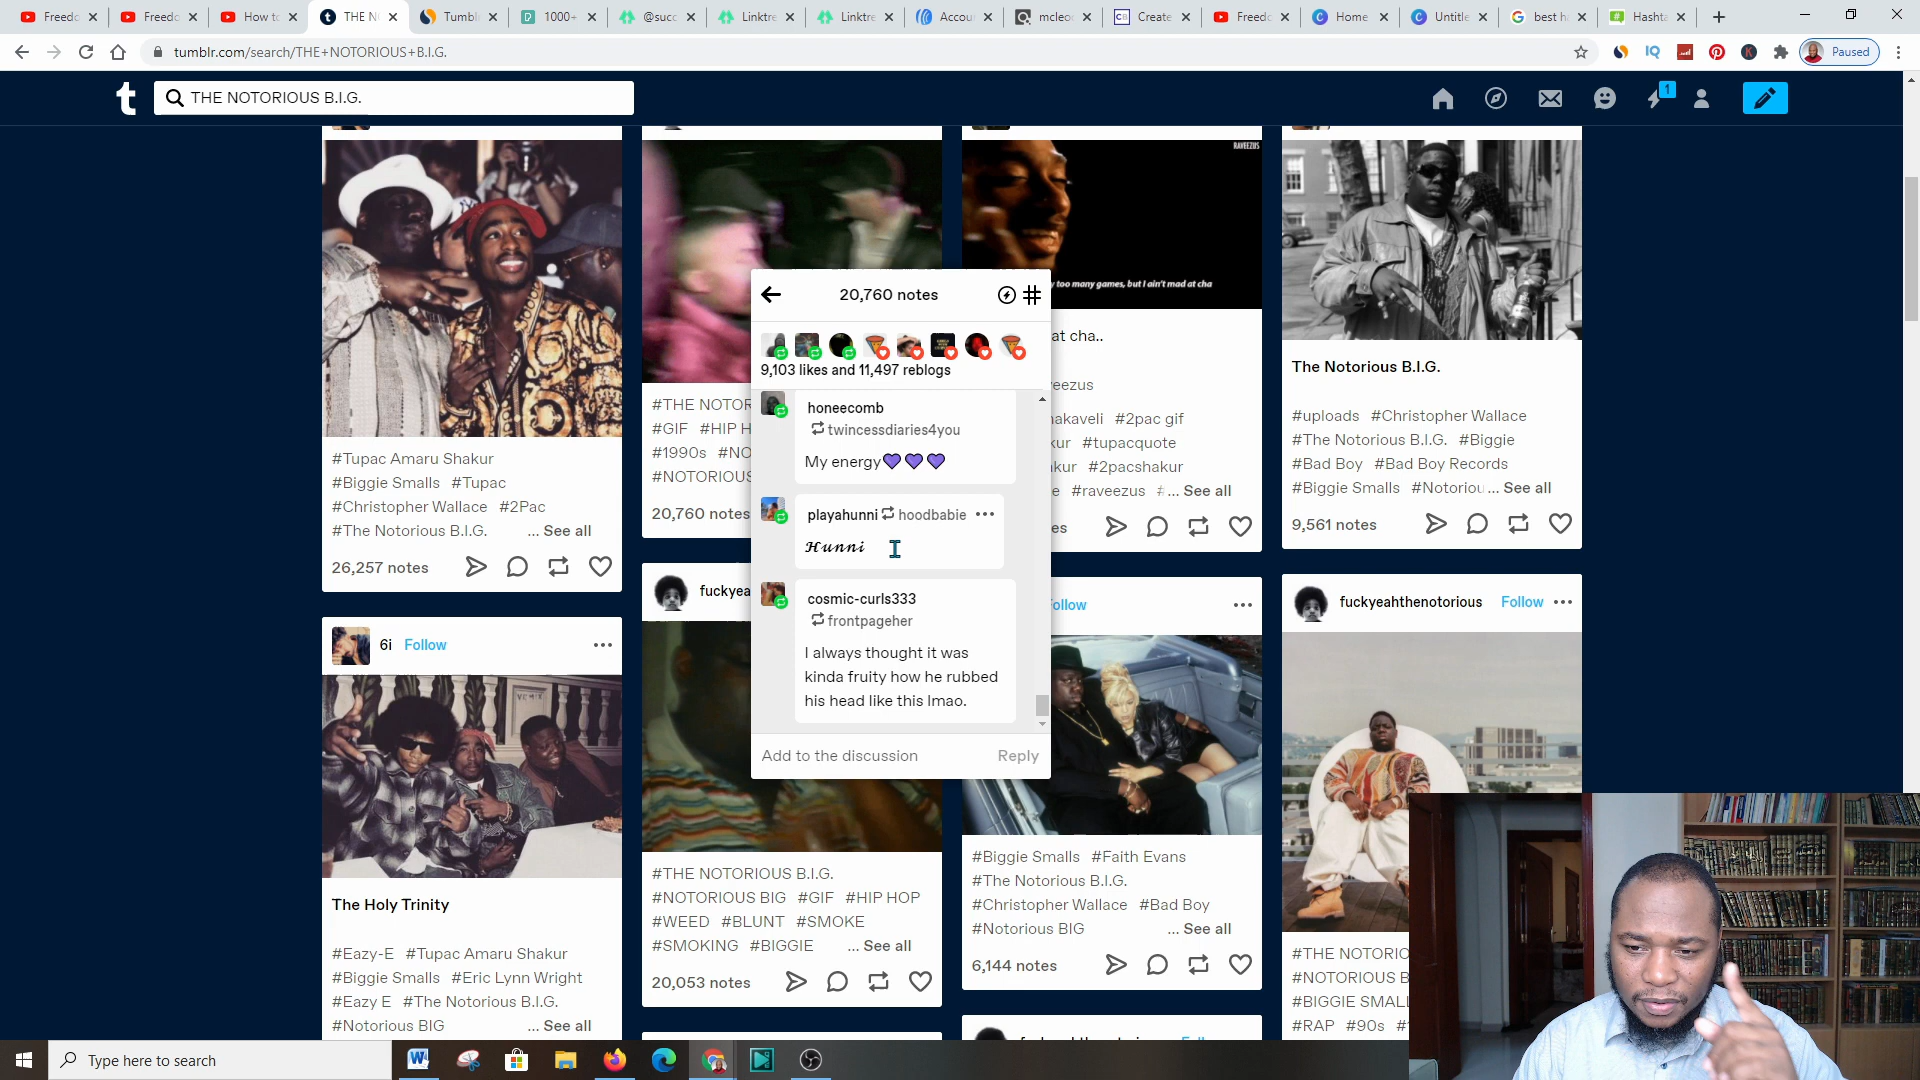 Freedo
Freedo
How to
THE N
Tumbl
1000+
@succ
Linktre
Linktre
Accou
mcleo
Create
Freedo
Home
Untitle
best h
Hashta
tumblr.com/search/THE+NOTORIOUS+B.I.G.
Paused
THE NOTORIOUS B.I.G.
1
#Tupac Amaru Shakur
#Biggie Smalls #Tupac
#Christopher Wallace #2Pac
#The Notorious B.I.G. ... See all
26,257 notes
6i Follow
The Holy Trinity
#Eazy-E #Tupac Amaru Shakur
#Biggie Smalls #Eric Lynn Wright
#Eazy E #The Notorious B.I.G.
#Notorious BIG ... See all
#THE NOTOR
#GIF #HIP H
#1990s #NO
#NOTORIOUS
20,760 notes
fuckyea
#THE NOTORIOUS B.I.G.
#NOTORIOUS BIG #GIF #HIP HOP
#WEED #BLUNT #SMOKE
#SMOKING #BIGGIE ... See all
20,053 notes
20,760 notes
9,103 likes and 11,497 reblogs
honeecomb
twincessdiaries4you
My energy💜💜💜
playahunni hoodbabie
𝓗𝓾𝓷𝓷𝓲
cosmic-curls333
frontpageher
I always thought it was
kinda fruity how he rubbed
his head like this lmao.
Add to the discussion Reply
RAVEEZUS
y too many games, but I ain't mad at cha
at cha..
veezus
nakaveli #2pac gif
kur #tupacquote
akur #2pacshakur
e #raveezus #... See all
es
Follow
#Biggie Smalls #Faith Evans
#The Notorious B.I.G.
#Christopher Wallace #Bad Boy
#Notorious BIG ... See all
6,144 notes
The Notorious B.I.G.
#uploads #Christopher Wallace
#The Notorious B.I.G. #Biggie
#Bad Boy #Bad Boy Records
#Biggie Smalls #Notoriou... See all
9,561 notes
fuckyeahthenotorious Follow
#THE NOTORIO
#NOTORIOUS B
#BIGGIE SMALL
#RAP #90s #
Type here to search